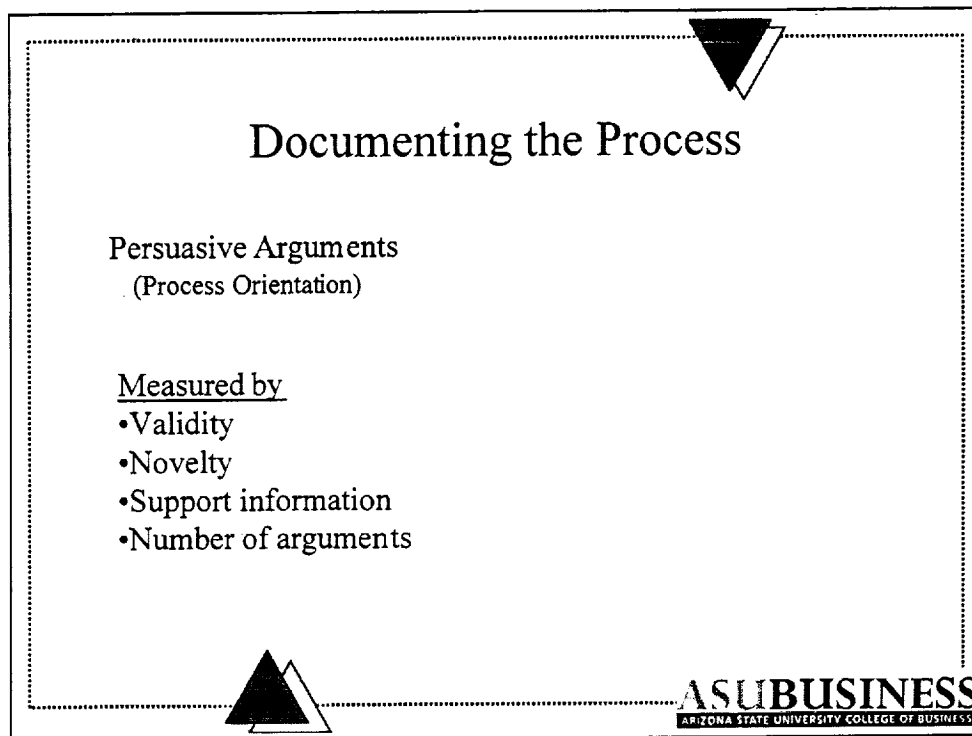 Documenting the Process
Persuasive Arguments
(Process Orientation)
Measured by
•Validity
•Novelty
•Support information
•Number of arguments
ASUBUSINESS
ARIZONA STATE UNIVERSITY COLLEGE OF BUSINESS